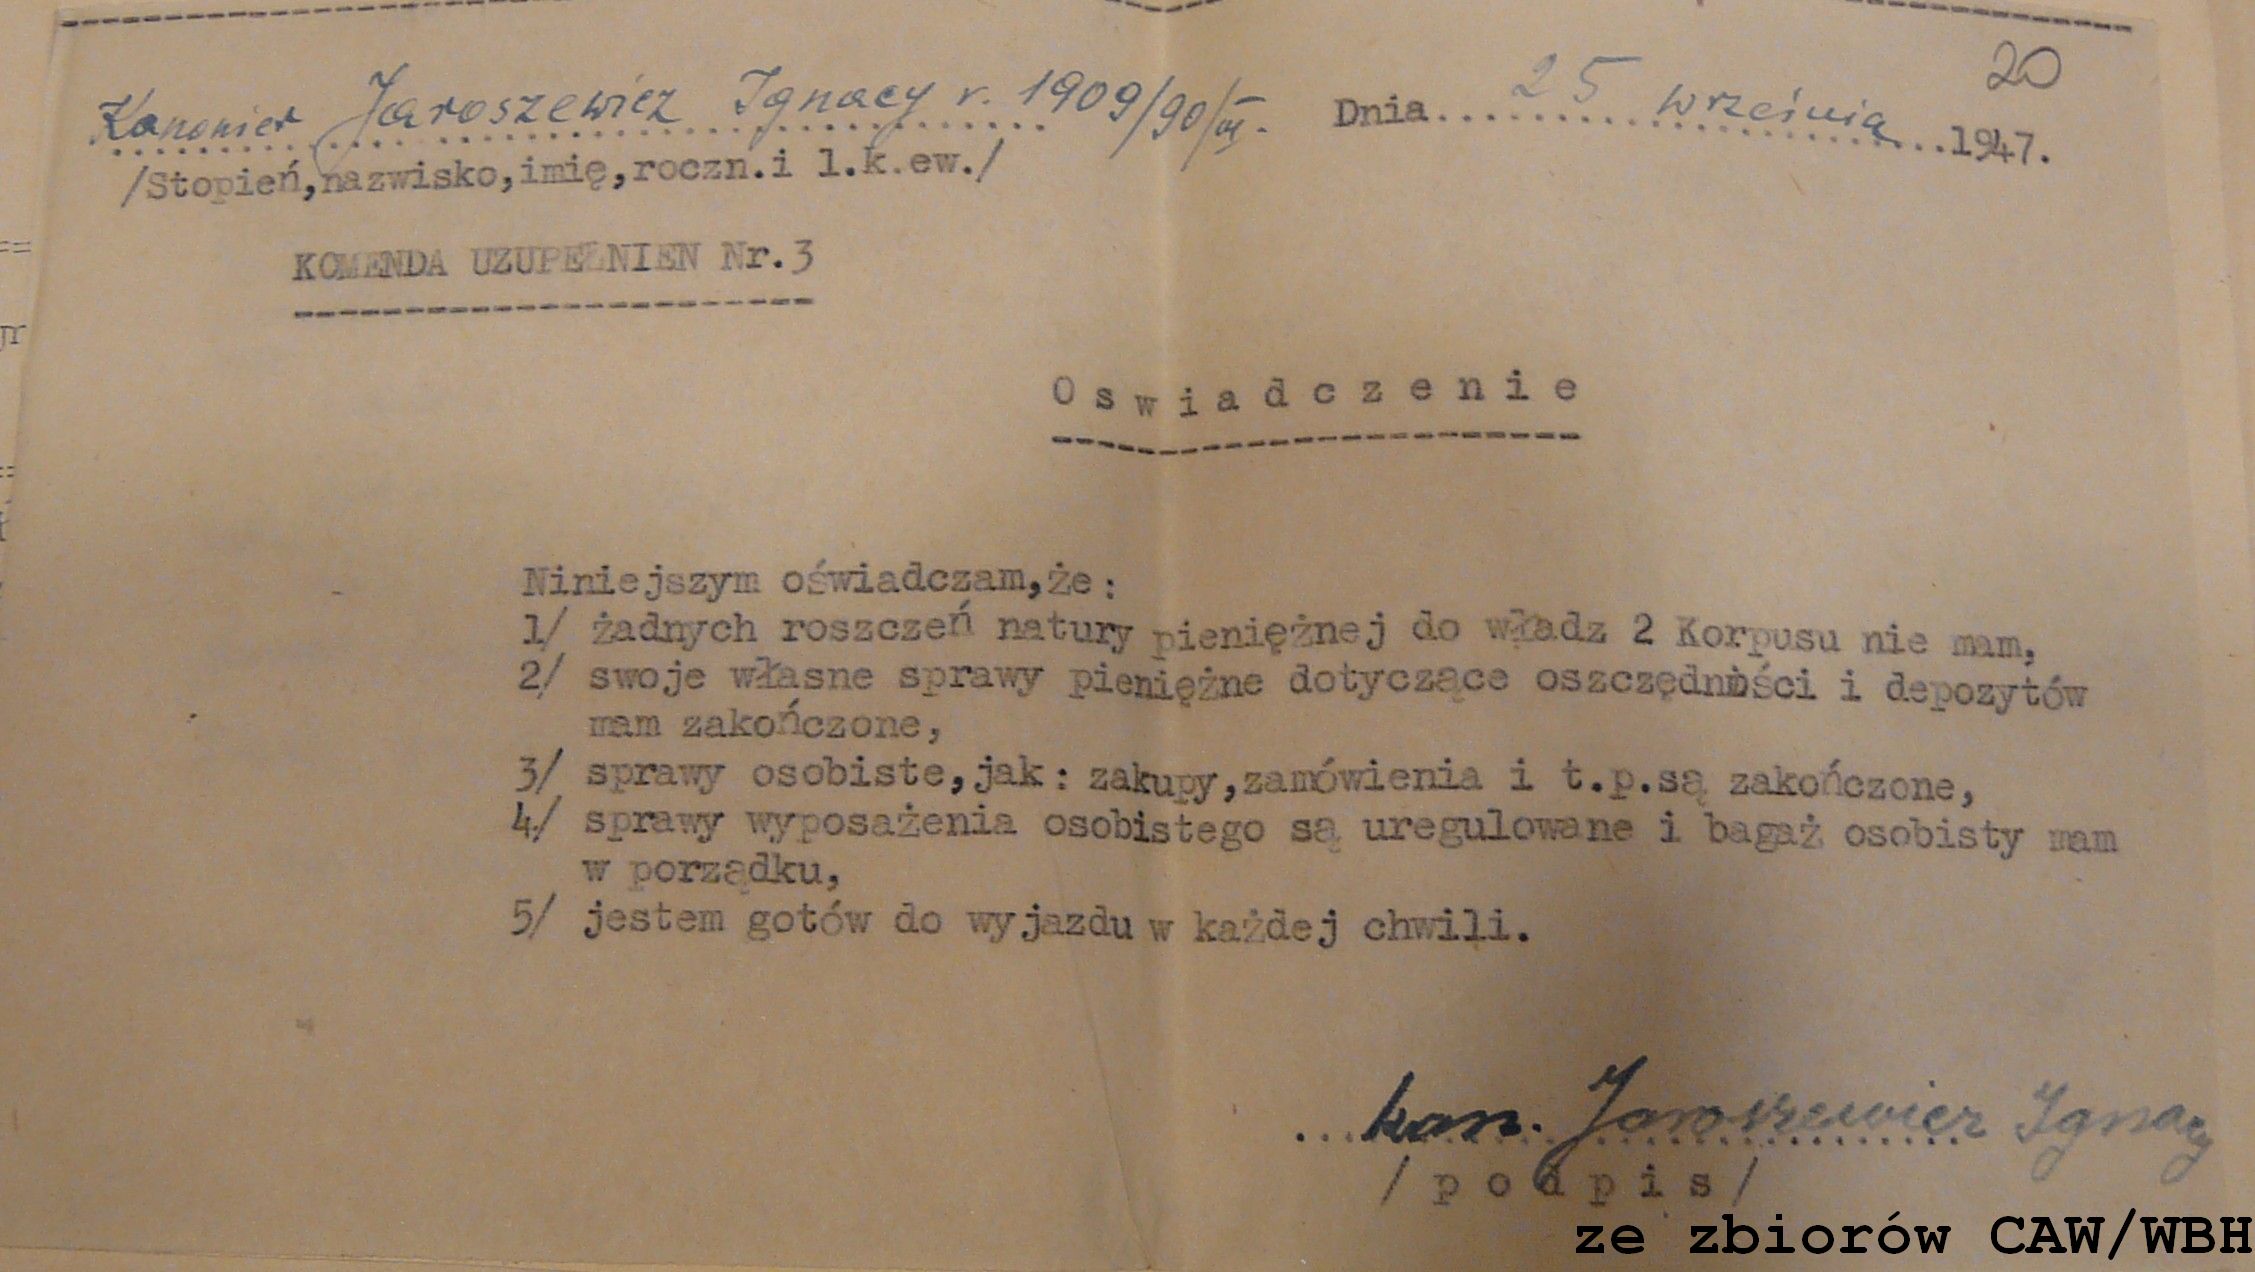 20
Kanonier Jaroszewicz Ignacy r. 1909/90/III. Dnia....25 września...1947.
/Stopień,nazwisko,imię,roczn.i l.k.ew./
KOMENDA UZUPEŁNIEN Nr.3
O s w i a d c z e n i e
Niniejszym oświadczam,że:
1/ żadnych roszczeń natury pieniężnej do władz 2 Korpusu nie mam,
2/ swoje własne sprawy pieniężne dotyczące oszczędności i depozytów
mam zakończone,
3/ sprawy osobiste,jak: zakupy,zamówienia i t.p.są zakończone,
4/ sprawy wyposażenia osobistego są uregulowane i bagaż osobisty mam
w porządku,
5/ jestem gotów do wyjazdu w każdej chwili.
...kan. Jaroszewicz Ignacy
/ p o d p i s /
ze zbiorów CAW/WBH